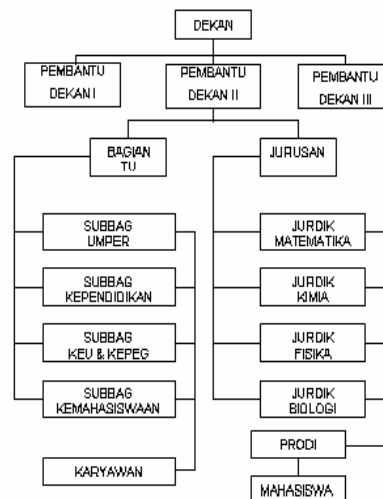 DEKAN
PEMBANTU
DEKAN I
PEMBANTU
DEKAN II
PEMBANTU
DEKAN III
BAGIAN
TU
JURUSAN
SUBBAG
UMPER
SUBBAG
KEPENDIDIKAN
SUBBAG
KEU & KEPEG
SUBBAG
KEMAHASISWAAN
KARYAWAN
JURDIK
MATEMATIKA
JURDIK
KIMIA
JURDIK
FISIKA
JURDIK
BIOLOGI
PRODI
MAHASISWA